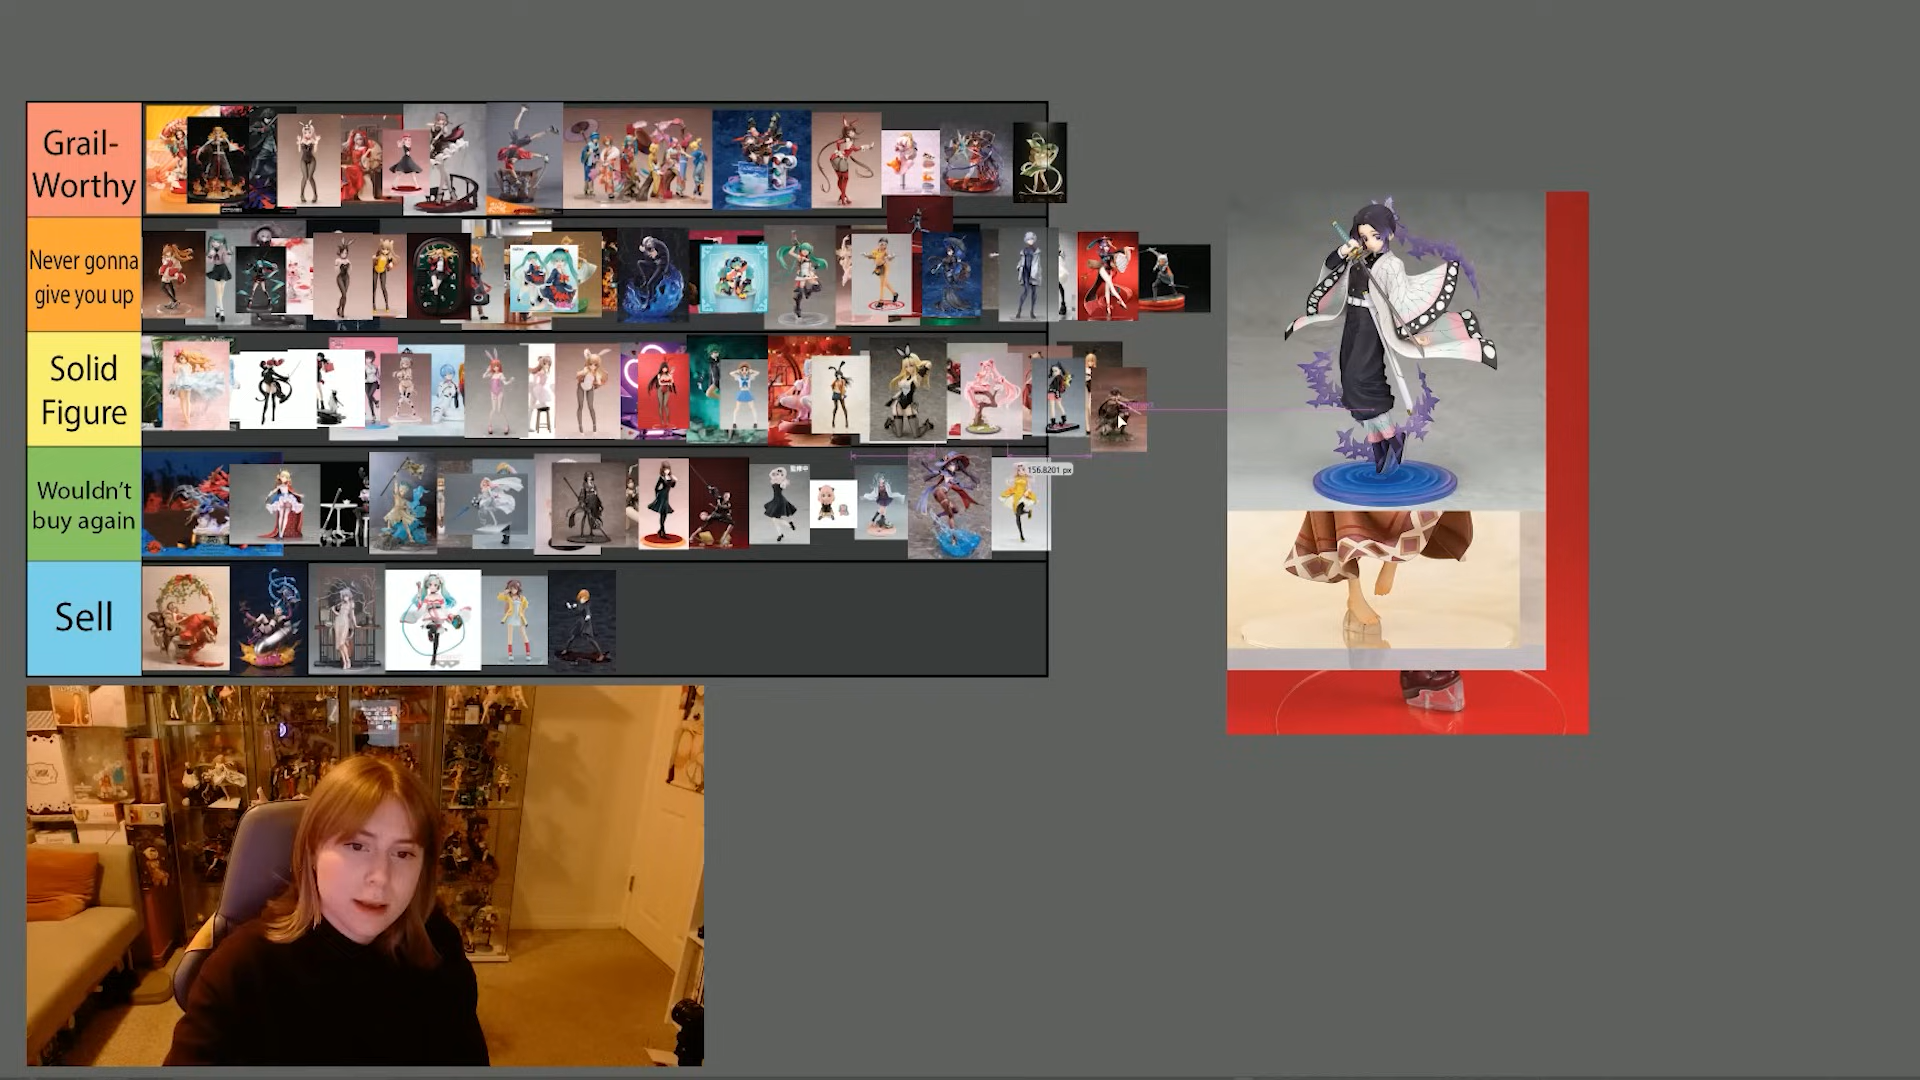 Grail-
Worthy
Never gonna
give you up
Solid
Figure
Wouldn't
buy again
156.8201 px
Sell